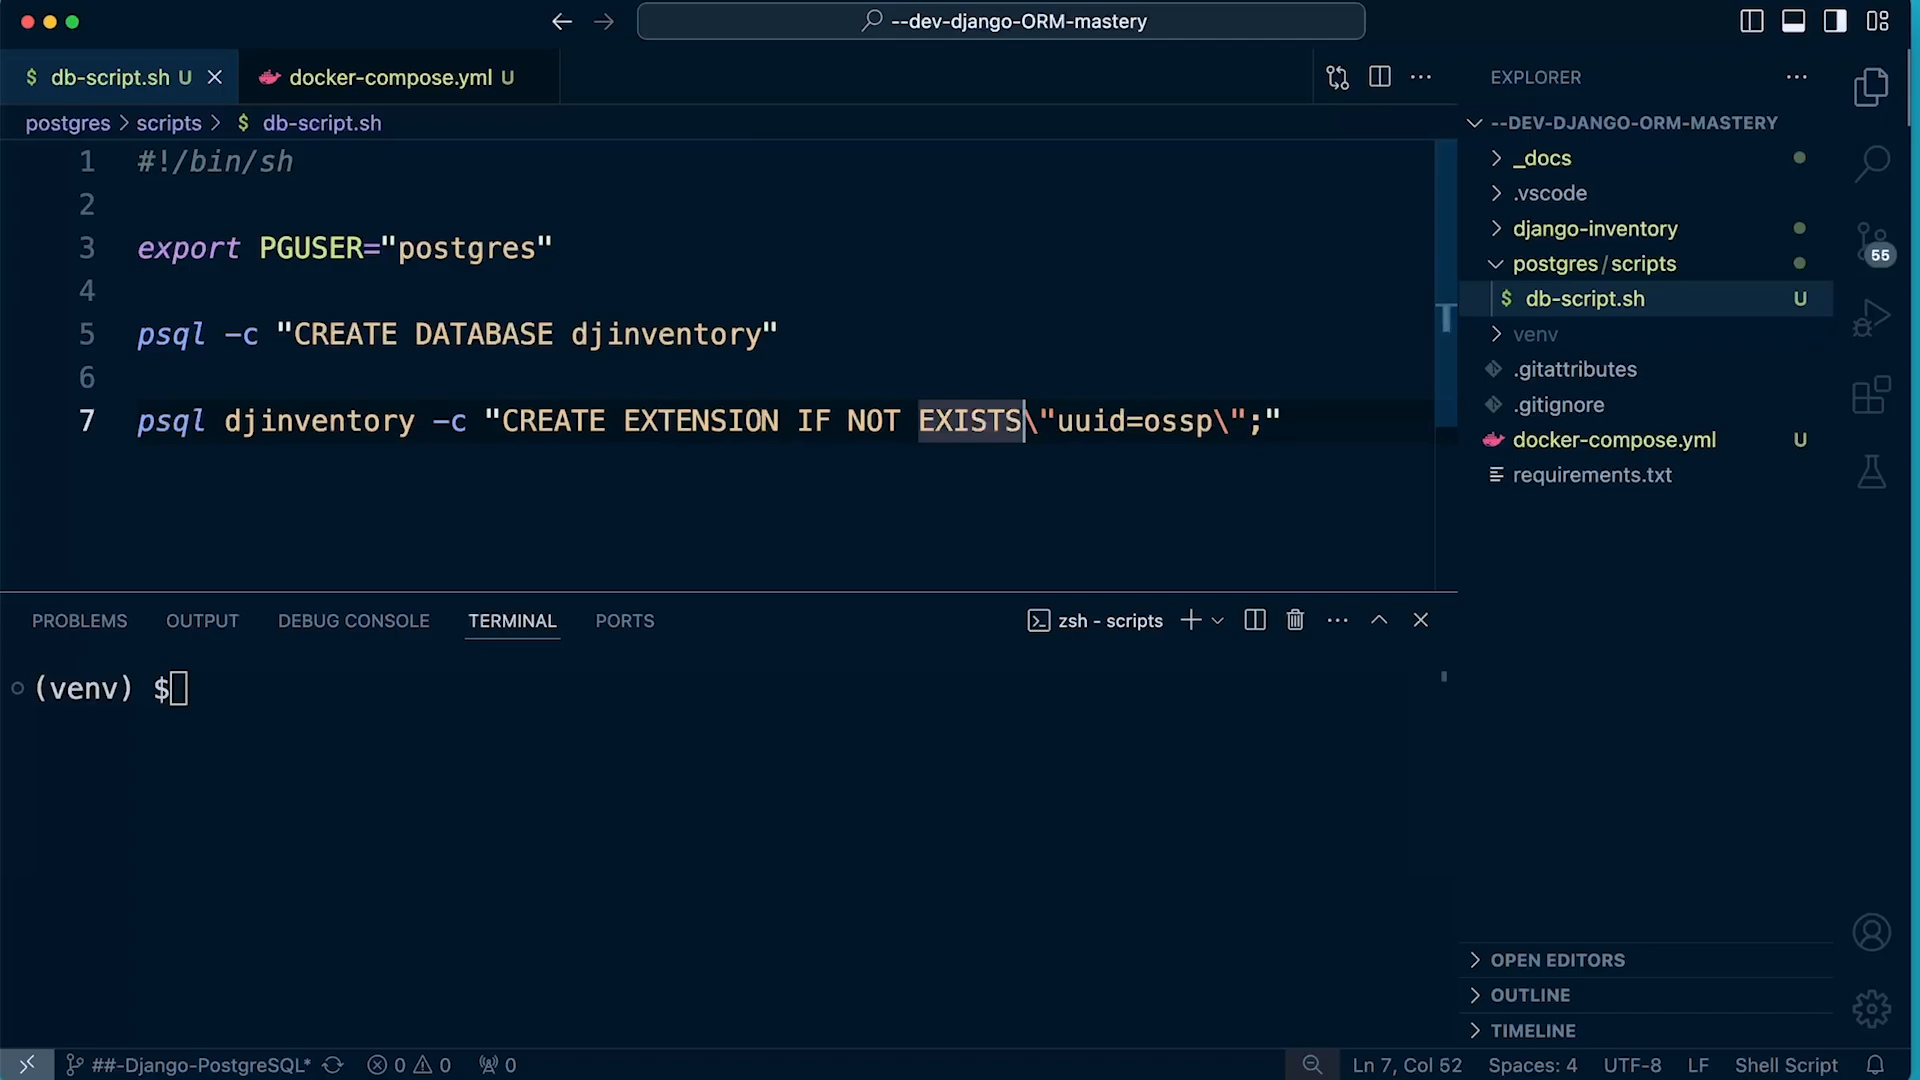 --dev-django-ORM-mastery
$ db-script.sh U
docker-compose.yml U
postgres > scripts > $ db-script.sh
1 #!/bin/sh
2
3 export PGUSER="postgres"
4
5 psql -c "CREATE DATABASE djinventory"
6
7 psql djinventory -c "CREATE EXTENSION IF NOT EXISTS\"uuid=ossp\";"
PROBLEMS OUTPUT DEBUG CONSOLE TERMINAL PORTS
zsh - scripts
(venv) $
EXPLORER
--DEV-DJANGO-ORM-MASTERY
_docs
.vscode
django-inventory
postgres/scripts
$ db-script.sh U
venv
.gitattributes
.gitignore
docker-compose.yml U
requirements.txt
55
OPEN EDITORS
OUTLINE
TIMELINE
##-Django-PostgreSQL* 0 0 0
Ln 7, Col 52 Spaces: 4 UTF-8 LF Shell Script